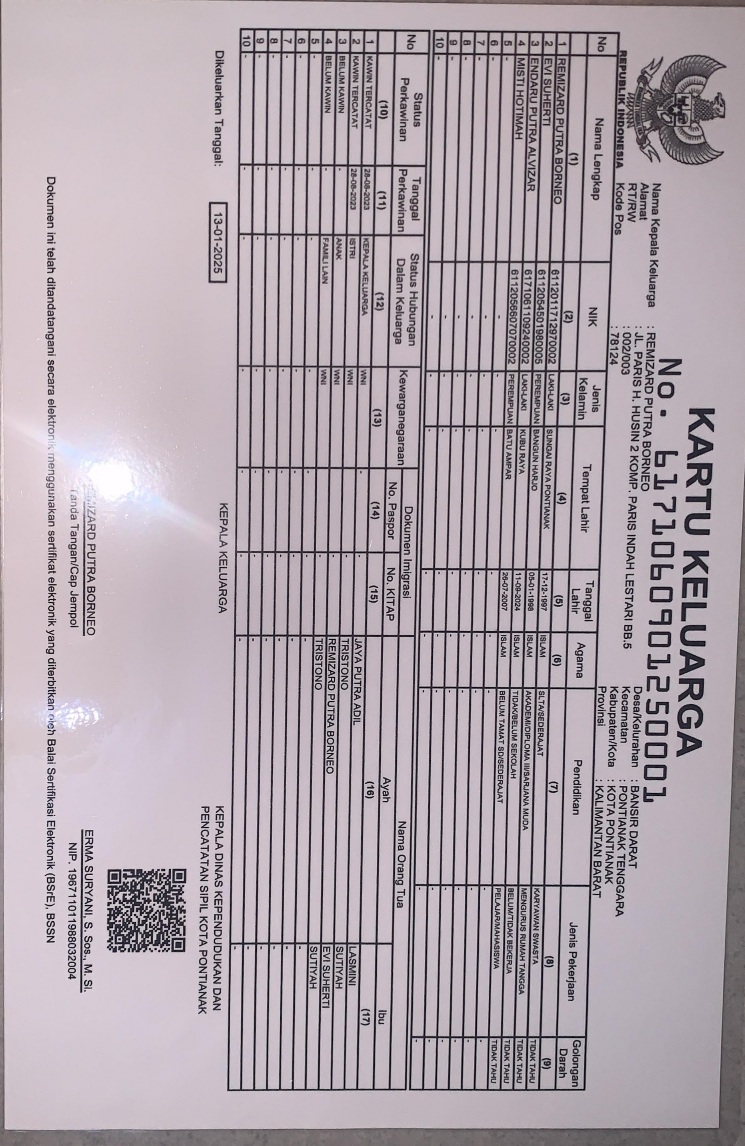 REPUBLIK INDONESIA
KARTU KELUARGA
No. 6171060901250001
Nama Kepala Keluarga : REMIZARD PUTRA BORNEO
Alamat : JL. PARIS H. HUSIN 2 KOMP. PARIS INDAH LESTARI BB.5
RT/RW : 002/003
Kode Pos : 78124
Desa/Kelurahan : BANSIR DARAT
Kecamatan : PONTIANAK TENGGARA
Kabupaten/Kota : KOTA PONTIANAK
Provinsi : KALIMANTAN BARAT
No Nama Lengkap NIK Jenis Kelamin Tempat Lahir Tanggal Lahir Agama Pendidikan Jenis Pekerjaan Golongan Darah
(1) (2) (3) (4) (5) (6) (7) (8) (9)
1 REMIZARD PUTRA BORNEO 6112011712970002 LAKI-LAKI SUNGAI RAYA PONTIANAK 17-12-1997 ISLAM SLTA/SEDERAJAT KARYAWAN SWASTA TIDAK TAHU
2 EVI SUHERTI 6112054501980005 PEREMPUAN BANGUN HARJO 05-01-1998 ISLAM AKADEMI/DIPLOMA III/SARJANA MUDA MENGURUS RUMAH TANGGA TIDAK TAHU
3 ENDARU PUTRA ALVIZAR 6171061109240002 LAKI-LAKI KUBU RAYA 11-09-2024 ISLAM TIDAK/BELUM SEKOLAH BELUM/TIDAK BEKERJA TIDAK TAHU
4 MISTI HOTIMAH 6112056607070002 PEREMPUAN BATU AMPAR 26-07-2007 ISLAM BELUM TAMAT SD/SEDERAJAT PELAJAR/MAHASISWA TIDAK TAHU
5 - - - - - - - - -
6 - - - - - - - - -
7 - - - - - - - - -
8 - - - - - - - - -
9 - - - - - - - - -
10 - - - - - - - - -
No Status Perkawinan Tanggal Perkawinan Status Hubungan Dalam Keluarga Kewarganegaraan Dokumen Imigrasi Nama Orang Tua
No. Paspor No. KITAP Ayah Ibu
(10) (11) (12) (13) (14) (15) (16) (17)
1 KAWIN TERCATAT 28-08-2023 KEPALA KELUARGA WNI - - JAYA PUTRA ADIL LASMINI
2 KAWIN TERCATAT 28-08-2023 ISTRI WNI - - TRISTONO SUTIYAH
3 BELUM KAWIN - ANAK WNI - - REMIZARD PUTRA BORNEO EVI SUHERTI
4 BELUM KAWIN - FAMILI LAIN WNI - - TRISTONO SUTIYAH
5 - - - - - - - -
6 - - - - - - - -
7 - - - - - - - -
8 - - - - - - - -
9 - - - - - - - -
10 - - - - - - - -
Dikeluarkan Tanggal : 13-01-2025
KEPALA KELUARGA
REMIZARD PUTRA BORNEO
Tanda Tangan/Cap Jempol
KEPALA DINAS KEPENDUDUKAN DAN
PENCATATAN SIPIL KOTA PONTIANAK
ERMA SURYANI, S. Sos., M. Si.
NIP. 196711011988032004
Dokumen ini telah ditandatangani secara elektronik menggunakan sertifikat elektronik yang diterbitkan oleh Balai Sertifikasi Elektronik (BSrE), BSSN